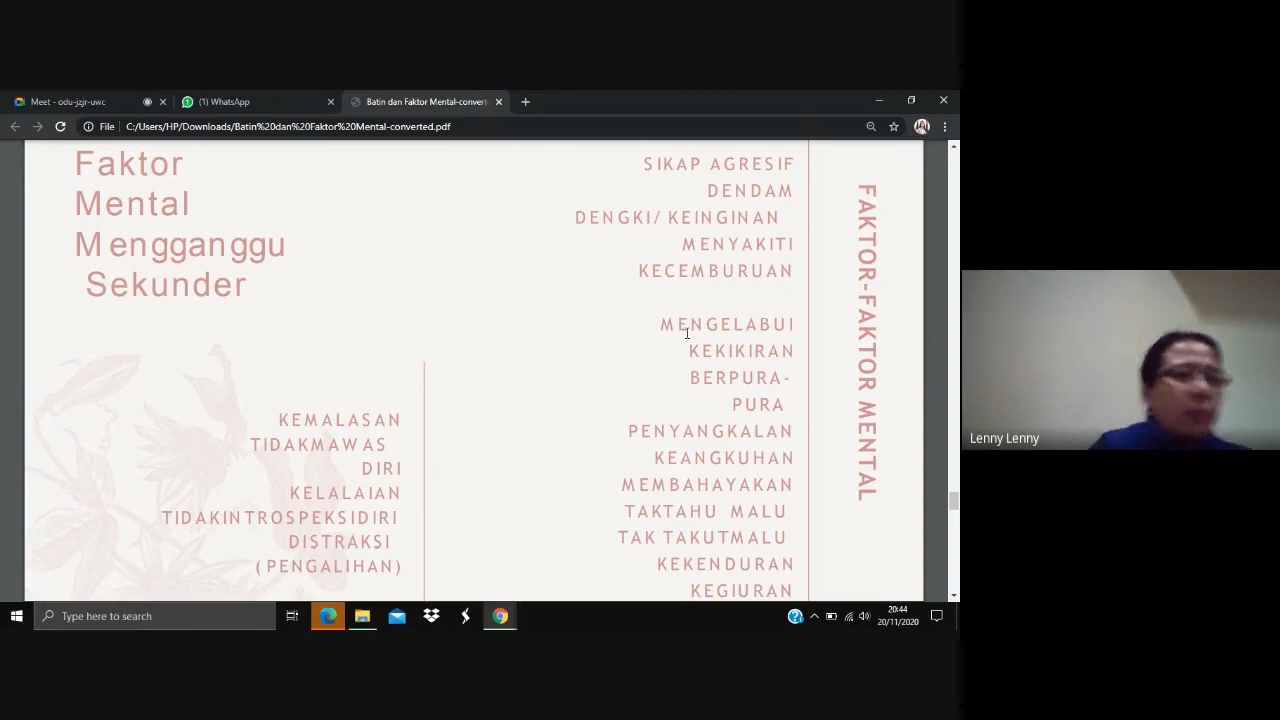 Meet - odu-jzjr-uwc
(1) WhatsApp
Batin dan Faktor Mental-convert
File
C:/Users/HP/Downloads/Batin%20dan%20Faktor%20Mental-converted.pdf
Faktor
Mental
Mengganggu
Sekunder
SIKAP AGRESIF
DENDAM
DENGKI/ KEINGINAN
MENYAKITI
KECEMBURUAN
MENGELABUI
KEKIKIRAN
BERPURA-
PURA
PENYANGKALAN
KEANGKUHAN
MEMBAHAYAKAN
TAKTAHU MALU
TAK TAKUTMALU
KEKENDURAN
KEGIURAN
KEMALASAN
TIDAKMAWAS
DIRI
KELALAIAN
TIDAKINTROSPEKSIDIRI
DISTRAKSI
(PENGALIHAN)
FAKTOR-FAKTOR MENTAL
Lenny Lenny
Type here to search
20:44
20/11/2020